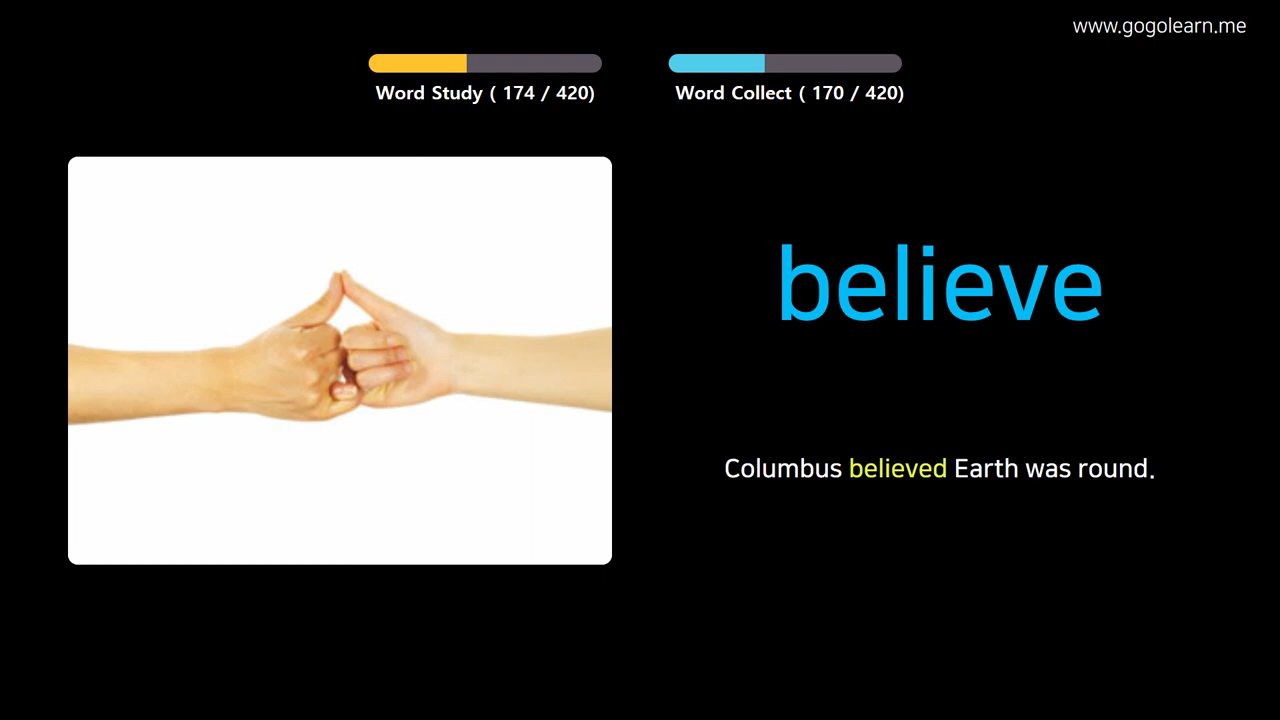 www.gogolearn.me
Word Study ( 174 / 420)
Word Collect ( 170 / 420)
believe
Columbus believed Earth was round.